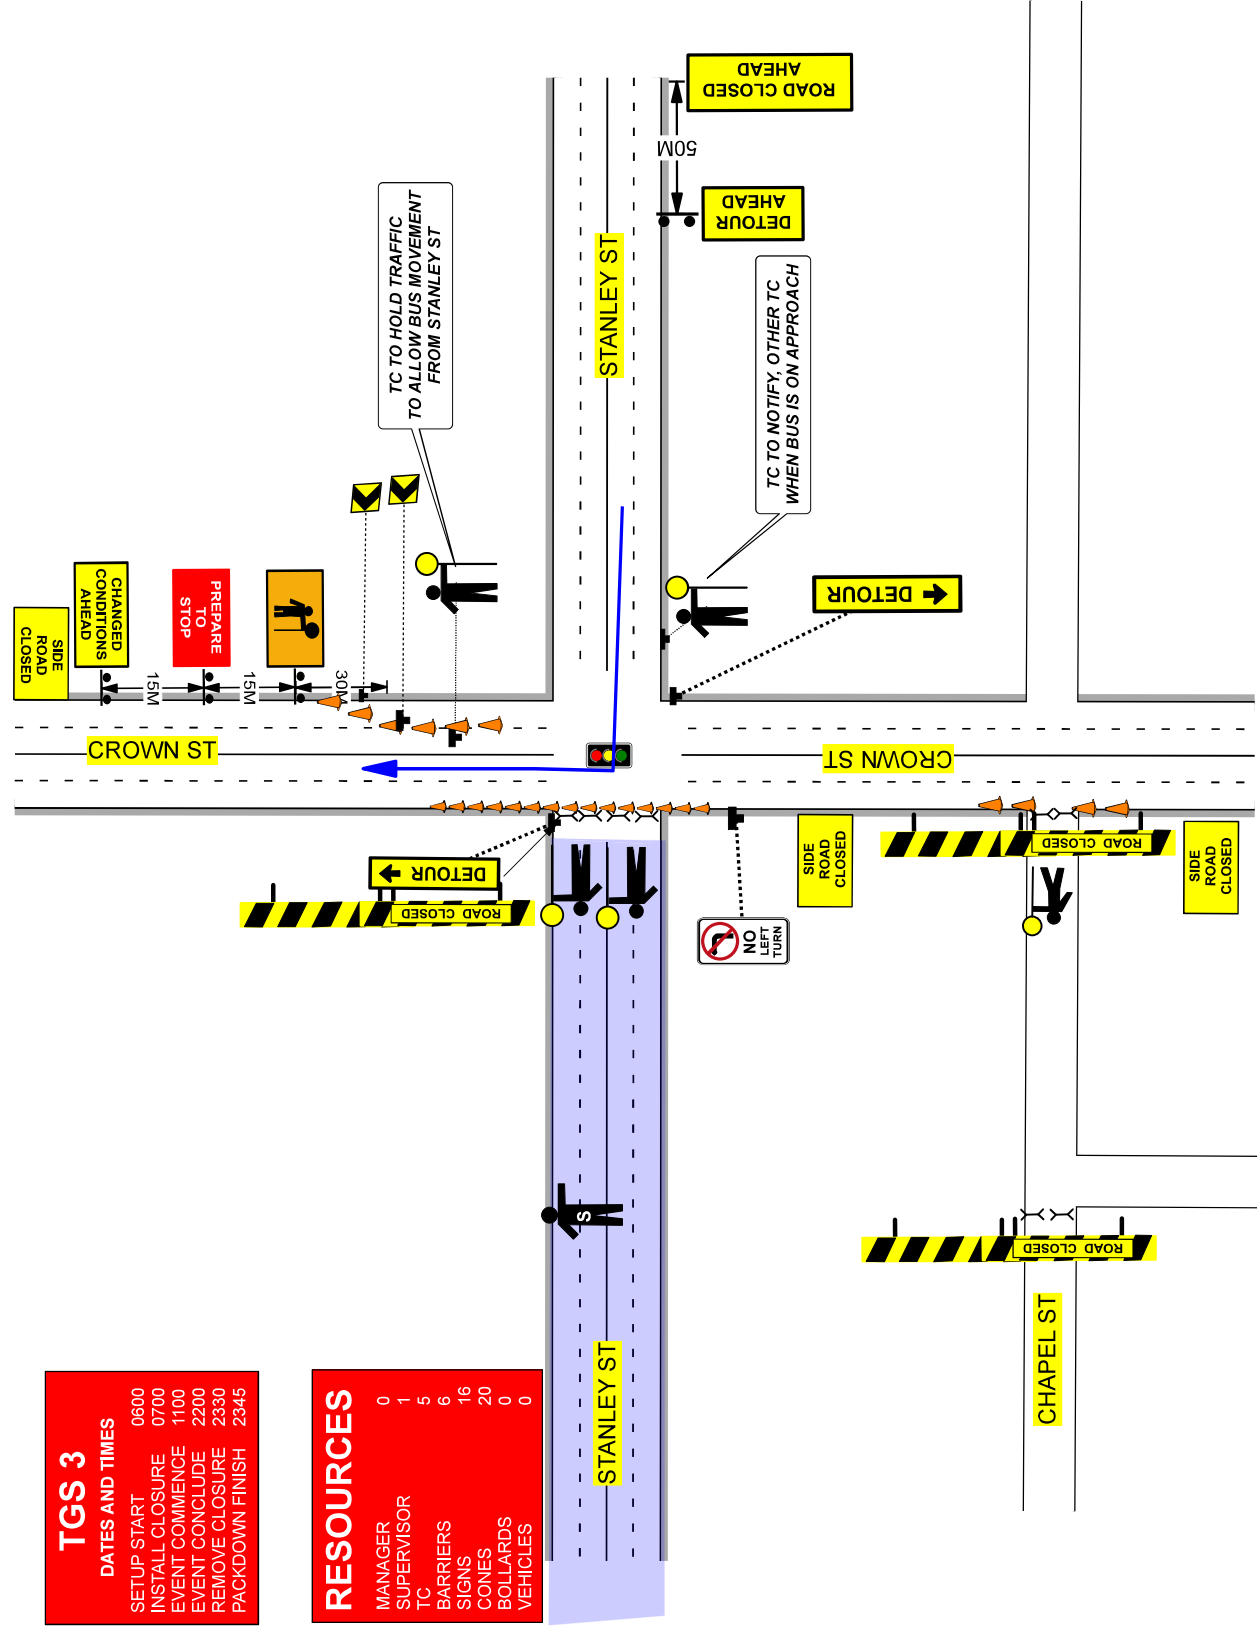 ROAD CLOSED
AHEAD
50M
DETOUR
AHEAD
STANLEY ST
TC TO HOLD TRAFFIC
TO ALLOW BUS MOVEMENT
FROM STANLEY ST
TC TO NOTIFY, OTHER TC
WHEN BUS IS ON APPROACH
DETOUR
SIDE
ROAD
CLOSED
CHANGED
CONDITIONS
AHEAD
PREPARE
TO
STOP
15M
15M
30M
CROWN ST
CROWN ST
DETOUR
ROAD CLOSED
NO
LEFT
TURN
SIDE
ROAD
CLOSED
ROAD CLOSED
SIDE
ROAD
CLOSED
S
ROAD CLOSED
STANLEY ST
CHAPEL ST
TGS 3
DATES AND TIMES
SETUP START 0600
INSTALL CLOSURE 0700
EVENT COMMENCE 1100
EVENT CONCLUDE 2200
REMOVE CLOSURE 2330
PACKDOWN FINISH 2345
RESOURCES
MANAGER 0
SUPERVISOR 1
TC 5
BARRIERS 6
SIGNS 16
CONES 20
BOLLARDS 0
VEHICLES 0